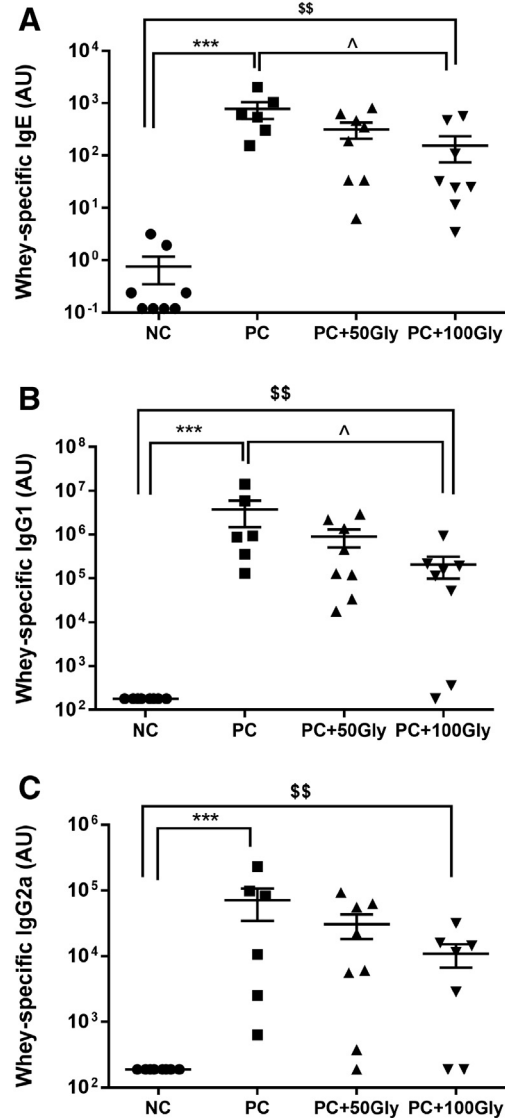 A
$$
***
^
Whey-specific IgE (AU)
10⁴
10³
10²
10¹
10⁰
10⁻¹
NC PC PC+50Gly PC+100Gly
B
$$
***
^
Whey-specific IgG1 (AU)
10⁸
10⁷
10⁶
10⁵
10⁴
10³
10²
NC PC PC+50Gly PC+100Gly
C
$$
***
Whey-specific IgG2a (AU)
10⁶
10⁵
10⁴
10³
10²
NC PC PC+50Gly PC+100Gly